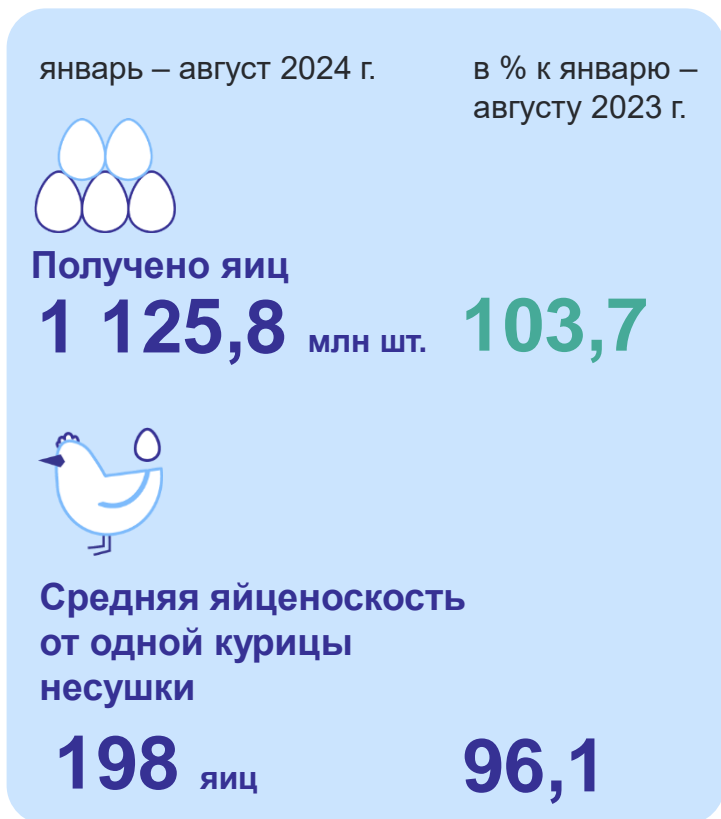 январь – август 2024 г.
в % к январю –
августу 2023 г.
Получено яиц
1 125,8 млн шт. 103,7
Средняя яйценоскость
от одной курицы
несушки
198 яиц 96,1